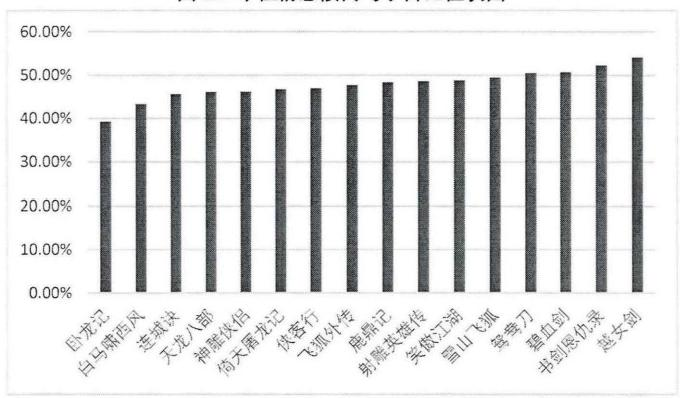 60.00%
50.00%
40.00%
30.00%
20.00%
10.00%
0.00%
卧龙记
白马啸西风
连城诀
天龙八部
神雕侠侣
倚天屠龙记
侠客行
飞狐外传
鹿鼎记
射雕英雄传
笑傲江湖
雪山飞狐
鸳鸯刀
碧血剑
书剑恩仇录
越女剑